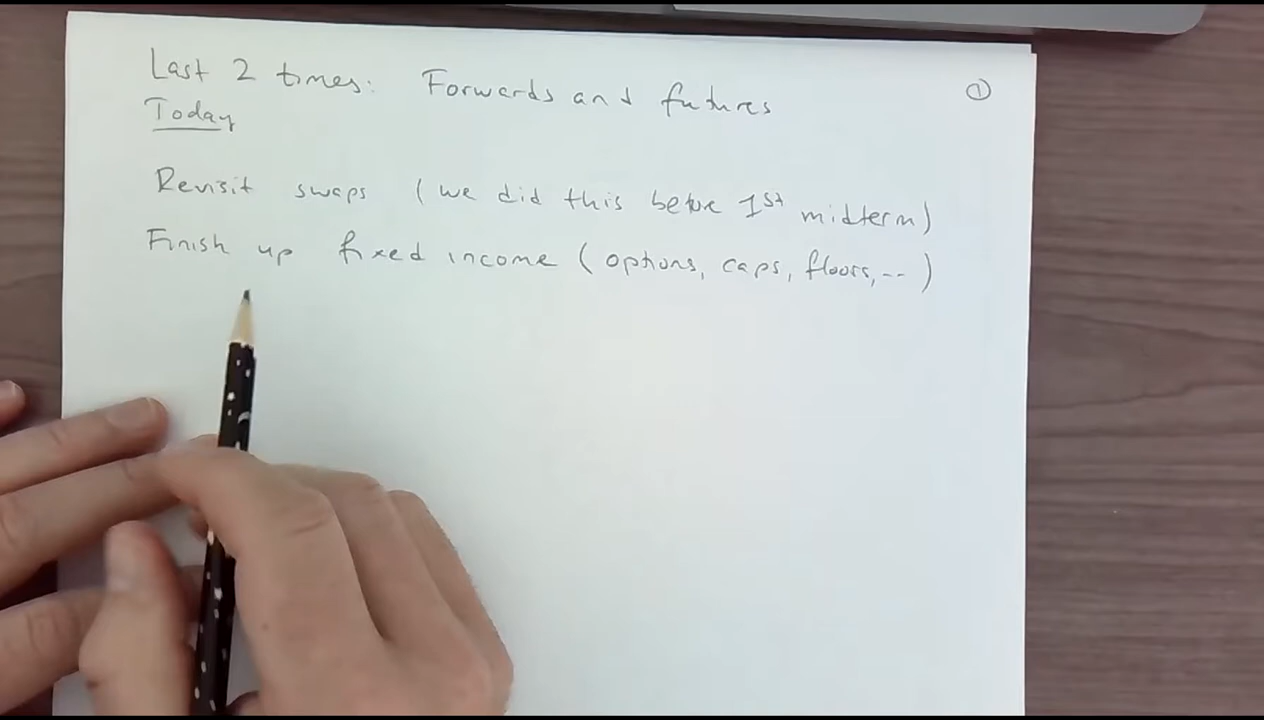 Last 2 times: Forwards and futures
①
Today
Revisit swaps (we did this before 1st midterm)
Finish up fixed income (options, caps, floors, -- )